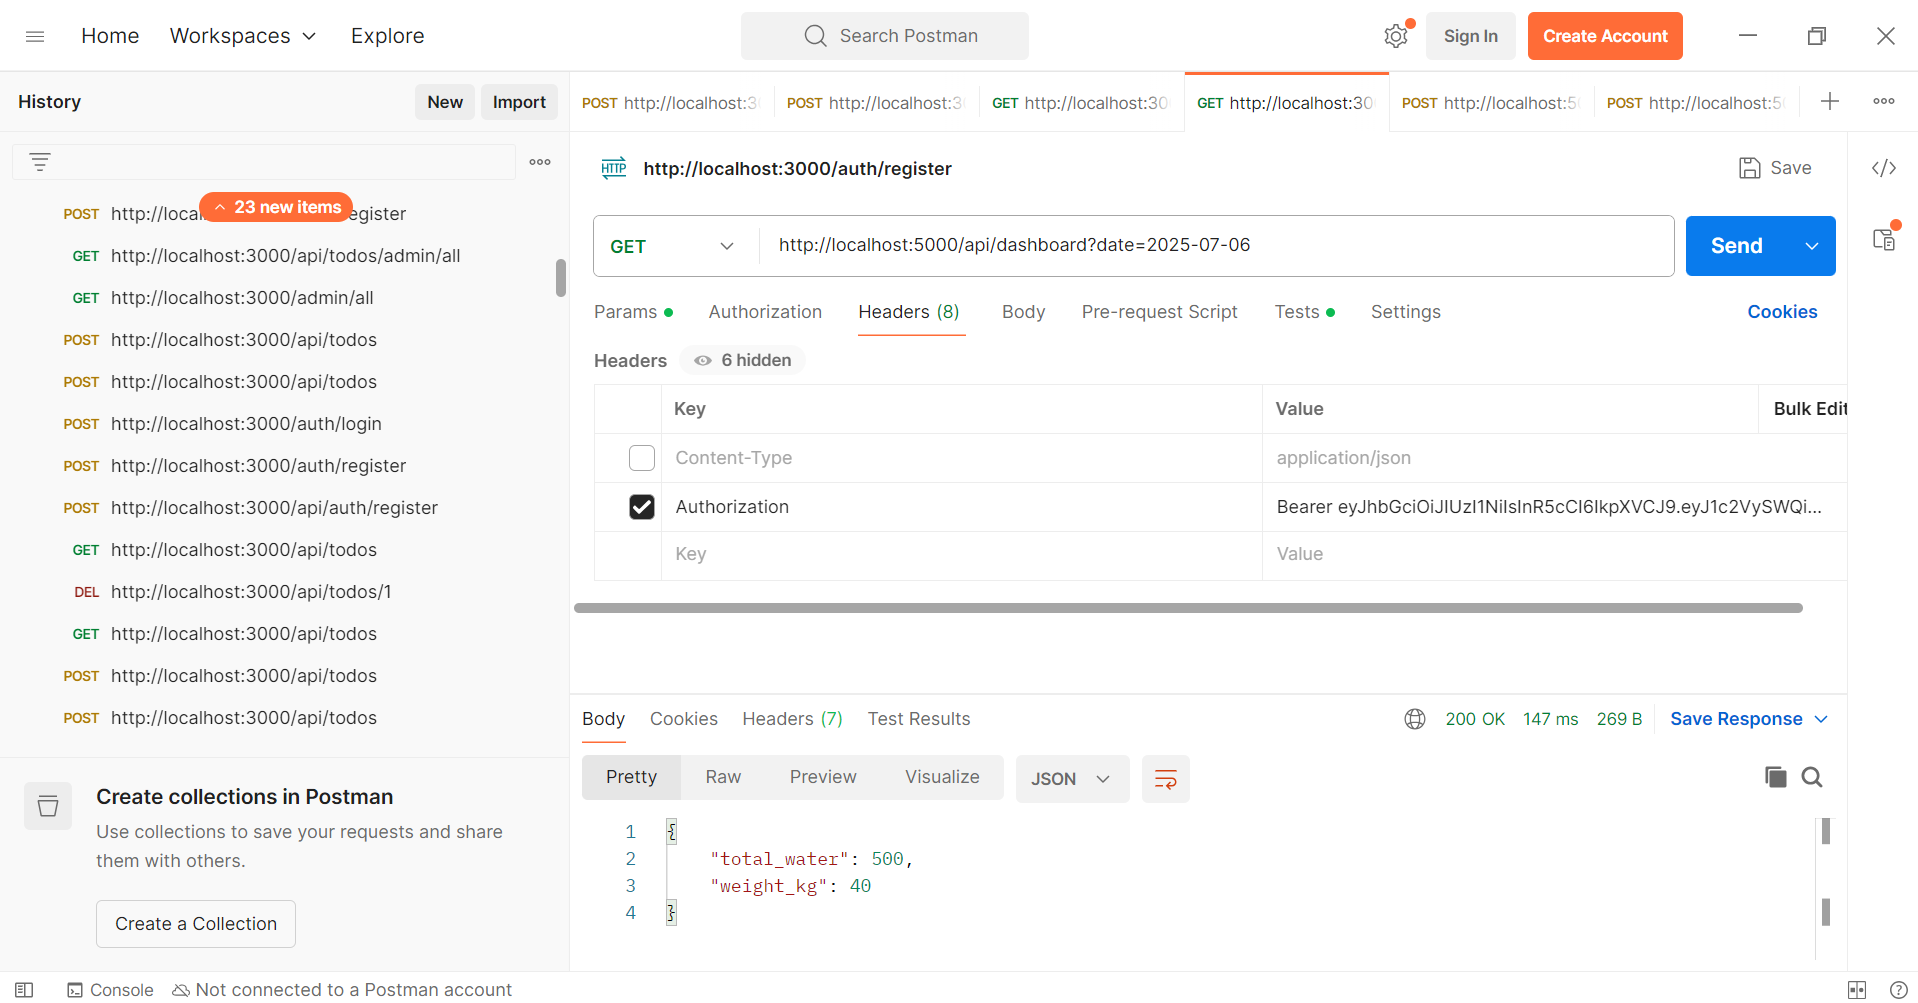 Home Workspaces Explore Search Postman Sign In Create Account
History New Import
POST http://localhost:3 POST http://localhost:3 GET http://localhost:30 GET http://localhost:30 POST http://localhost:5 POST http://localhost:5
23 new items
POST http://loca egister
GET http://localhost:3000/api/todos/admin/all
GET http://localhost:3000/admin/all
POST http://localhost:3000/api/todos
POST http://localhost:3000/api/todos
POST http://localhost:3000/auth/login
POST http://localhost:3000/auth/register
POST http://localhost:3000/api/auth/register
GET http://localhost:3000/api/todos
DEL http://localhost:3000/api/todos/1
GET http://localhost:3000/api/todos
POST http://localhost:3000/api/todos
POST http://localhost:3000/api/todos
Create collections in Postman
Use collections to save your requests and share
them with others.
Create a Collection
HTTP http://localhost:3000/auth/register Save
GET http://localhost:5000/api/dashboard?date=2025-07-06 Send
Params Authorization Headers (8) Body Pre-request Script Tests Settings Cookies
Headers 6 hidden
Key Value Bulk Edit
Content-Type application/json
Authorization Bearer eyJhbGciOiJIUzI1NiIsInR5cCI6IkpXVCJ9.eyJ1c2VySWQi...
Key Value
Body Cookies Headers (7) Test Results 200 OK 147 ms 269 B Save Response
Pretty Raw Preview Visualize JSON
1 {
2 "total_water": 500,
3 "weight_kg": 40
4 }
Console Not connected to a Postman account